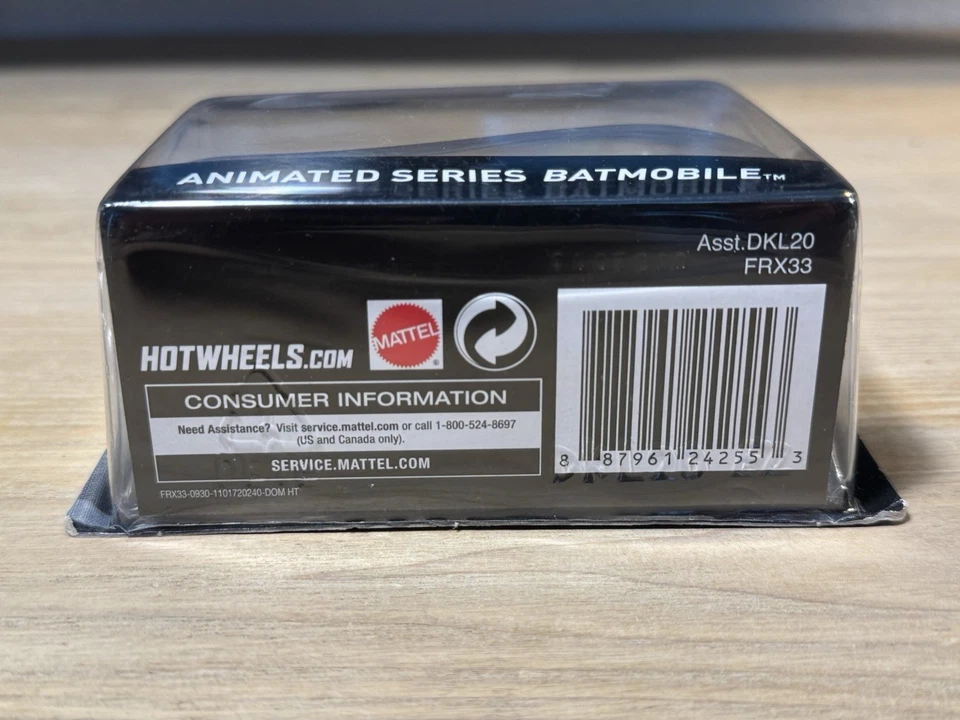 ANIMATED SERIES BATMOBILE™
Asst.DKL20
FRX33
HOTWHEELS.COM
MATTEL
®
CONSUMER INFORMATION
Need Assistance? Visit service.mattel.com or call 1-800-524-8697
(US and Canada only).
SERVICE.MATTEL.COM
8 87961 24255 3
FRX33-0930-1101720240-DOM HT